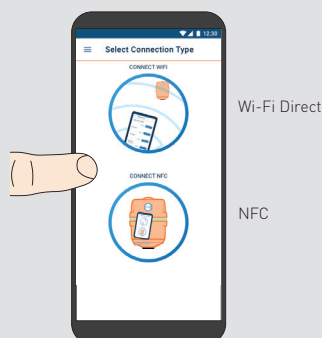 12:30
Select Connection Type
CONNECT WIFI
Wi-Fi Direct
CONNECT NFC
NFC